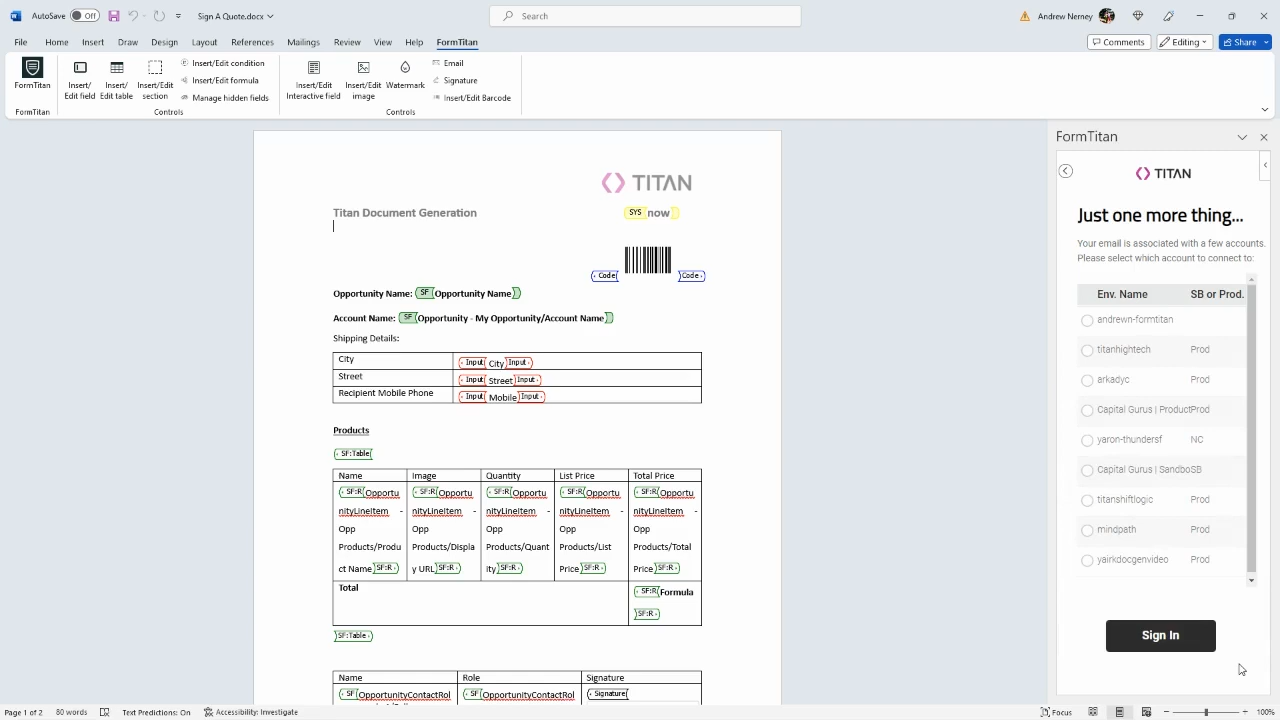 AutoSave Off Sign A Quote.docx Search Andrew Nerney
File Home Insert Draw Design Layout References Mailings Review View Help FormTitan Comments Editing Share
FormTitan
Insert/
Edit field
Insert/
Edit table
Insert/Edit
section
Insert/Edit condition
Insert/Edit formula
Manage hidden fields
Insert/Edit
Interactive field
Insert/Edit
image
Watermark
Email
Signature
Insert/Edit Barcode
FormTitan Controls Controls
TITAN
Titan Document Generation SYS now
Code Code
Opportunity Name: SF Opportunity Name
Account Name: SF Opportunity - My Opportunity/Account Name
Shipping Details:
City Input City Input
Street Input Street Input
Recipient Mobile Phone Input Mobile Input
Products
SF:Table
Name Image Quantity List Price Total Price
SF:R Opportu SF:R Opportu SF:R Opportu SF:R Opportu SF:R Opportu
nityLineItem - nityLineItem - nityLineItem - nityLineItem - nityLineItem -
Opp Opp Opp Opp Opp
Products/Produ Products/Displa Products/Quant Products/List Products/Total
ct Name SF:R y URL SF:R ity SF:R Price SF:R Price SF:R
Total SF:R Formula
SF:R
SF:Table
Name Role Signature
SF OpportunityContactRol SF OpportunityContactRol Signature
FormTitan
TITAN
Just one more thing...
Your email is associated with a few accounts.
Please select which account to connect to:
Env. Name SB or Prod.
andrewn-formtitan
titanhightech Prod
arkadyc Prod
Capital Gurus | Product Prod
yaron-thundersf NC
Capital Gurus | Sandbo SB
titanshiftlogic Prod
mindpath Prod
yairkdocgenvideo Prod
Sign In
Page 1 of 2 80 words Text Predictions: On Accessibility: Investigate Focus 100%